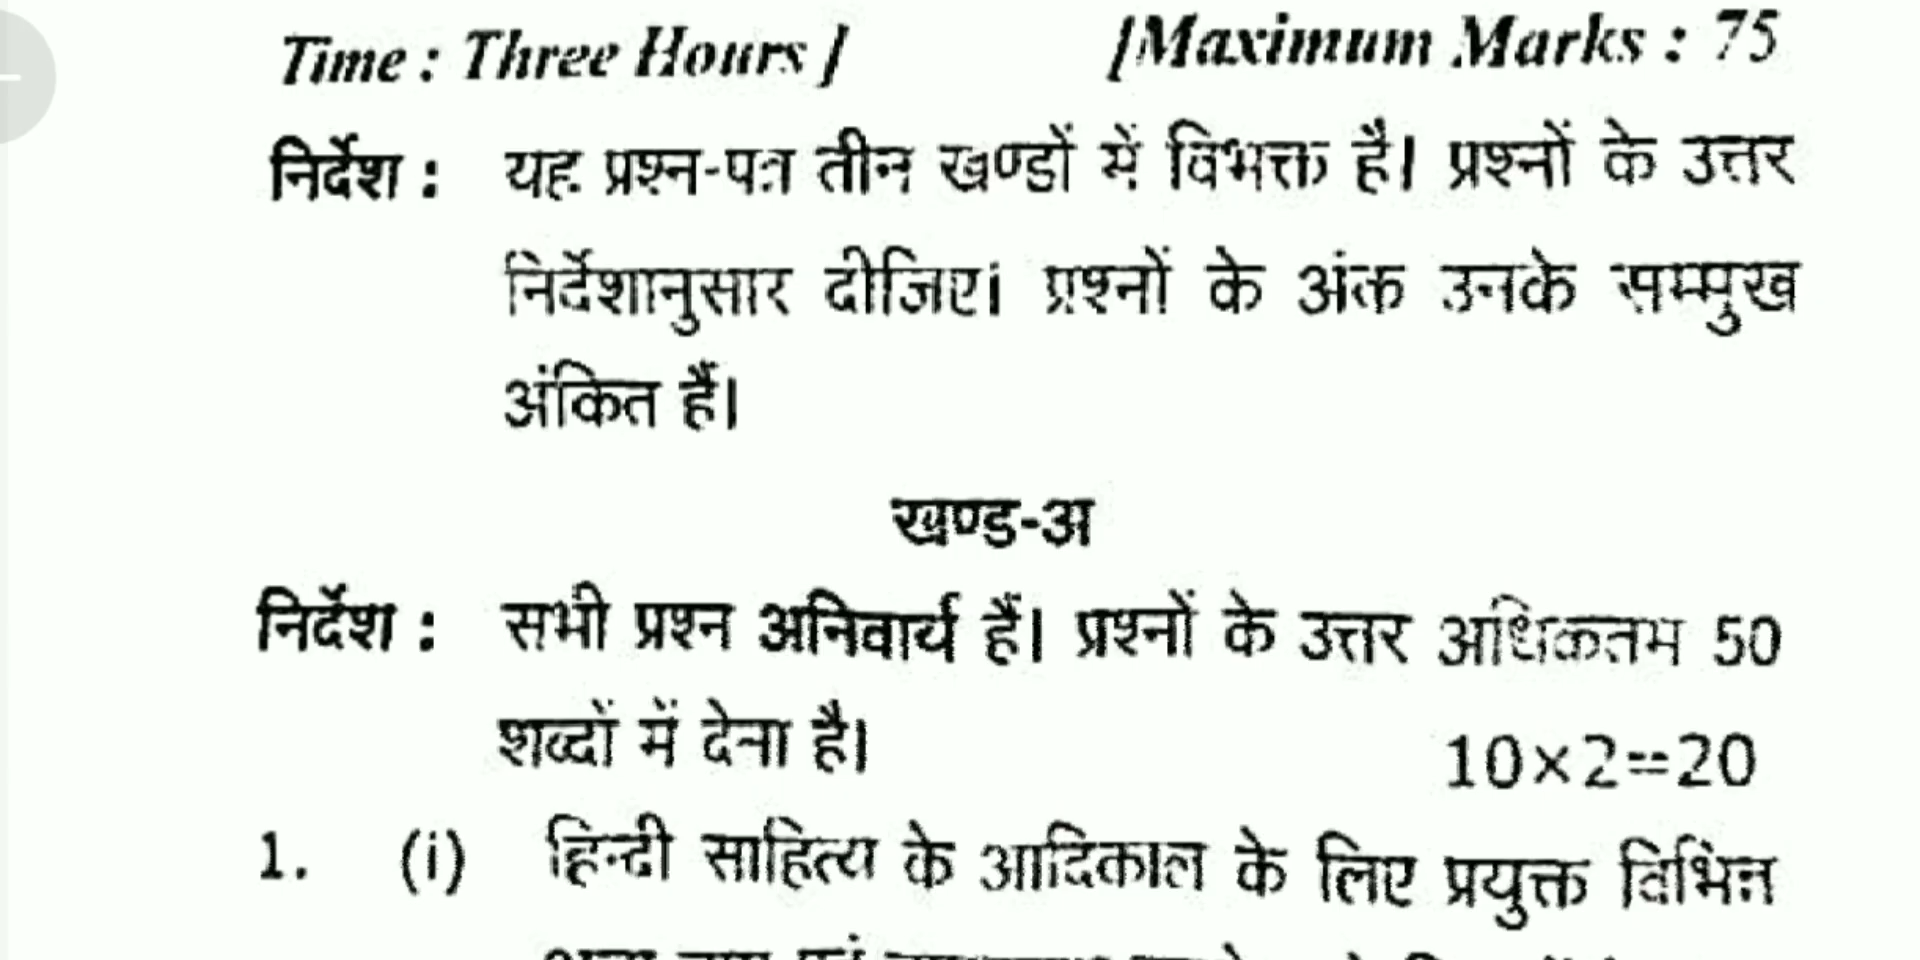 Time : Three Hours ] [Maximum Marks : 75
निर्देश : यह प्रश्न-पत्र तीन खण्डों में विभक्त है। प्रश्नों के उत्तर
निर्देशानुसार दीजिए। प्रश्नों के अंक उनके सम्मुख
अंकित हैं।
खण्ड-अ
निर्देश : सभी प्रश्न अनिवार्य हैं। प्रश्नों के उत्तर अधिकतम 50
शब्दों में देना है। 10×2=20
1. (i) हिन्दी साहित्य के आदिकाल के लिए प्रयुक्त विभिन्न